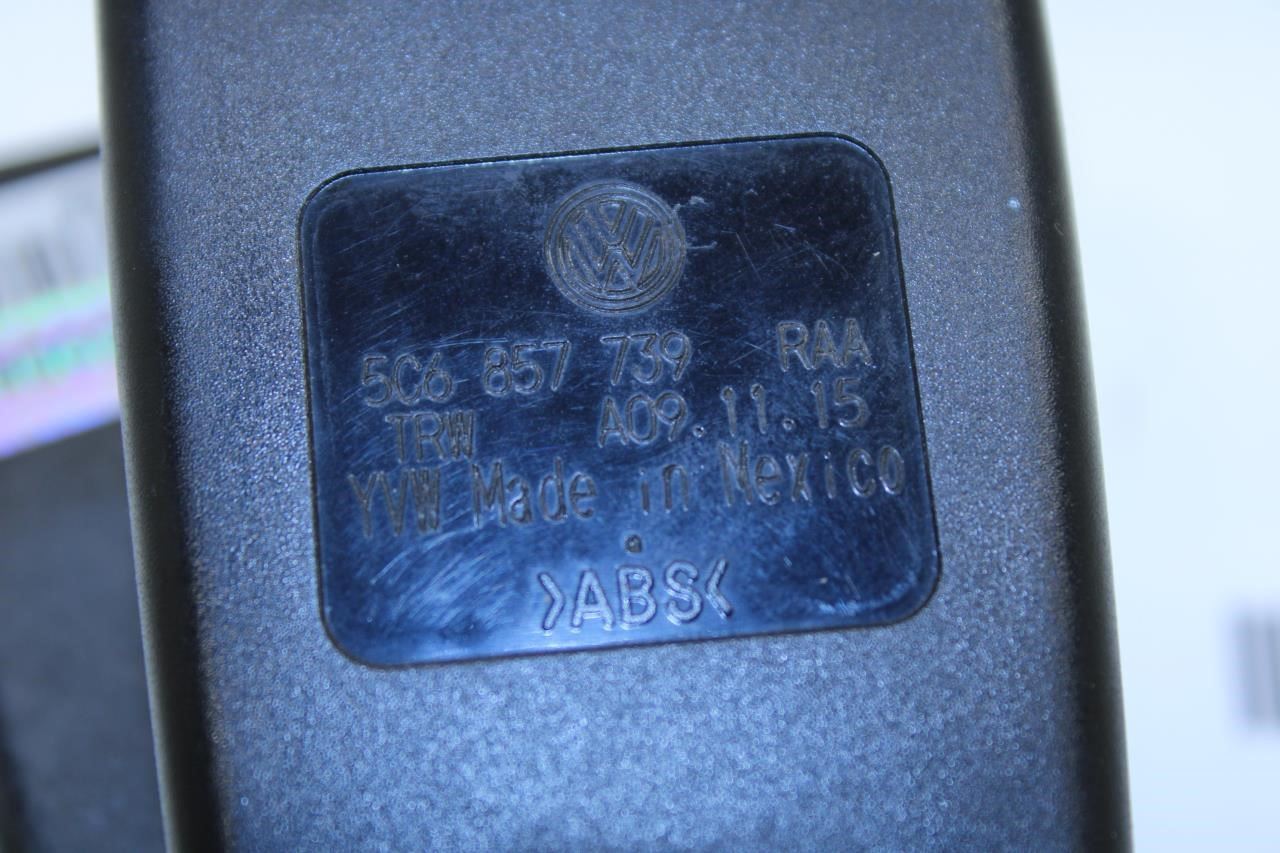 5C6 857 739 RAA
TRW A09.11.15
YVW Made in Mexico
>ABS<